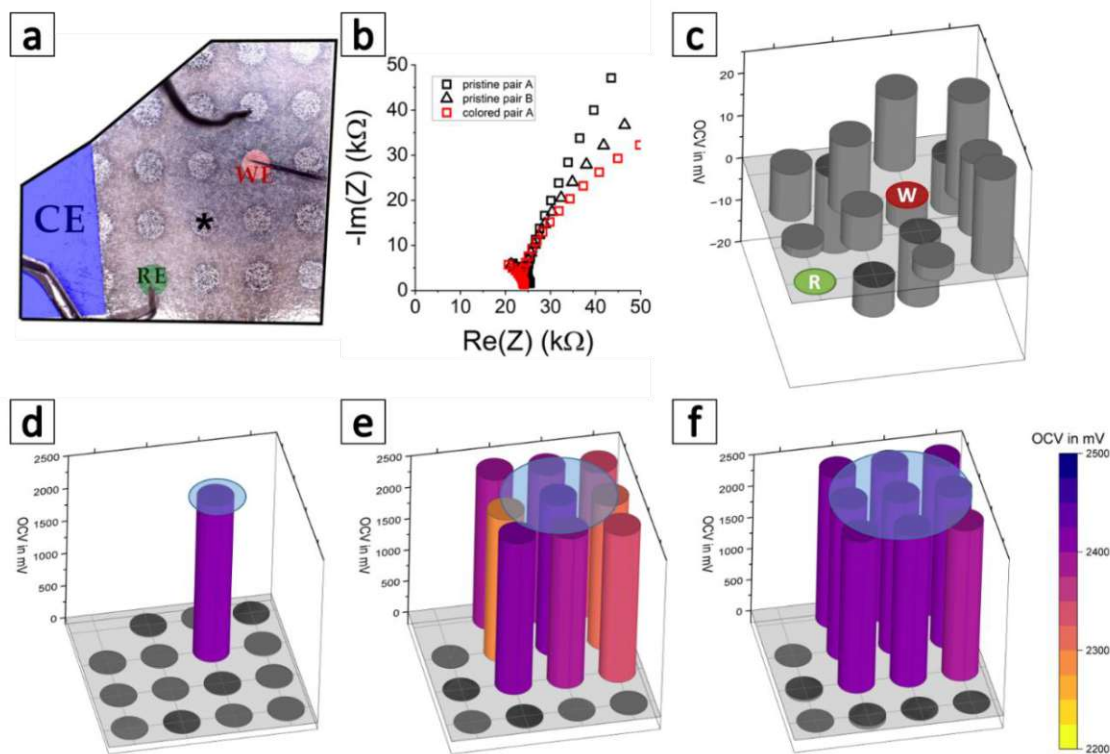 a
CE
WE
*
RE
b
-Im(Z) (kΩ)
50
40
30
20
10
0
pristine pair A
pristine pair B
colored pair A
0 10 20 30 40 50
Re(Z) (kΩ)
c
OCV in mV
20
10
0
−10
−20
W
R
d
OCV in mV
2500
2000
1500
1000
500
0
e
OCV in mV
2500
2000
1500
1000
500
0
f
OCV in mV
2500
2000
1500
1000
500
0
OCV in mV
2500
2400
2300
2200